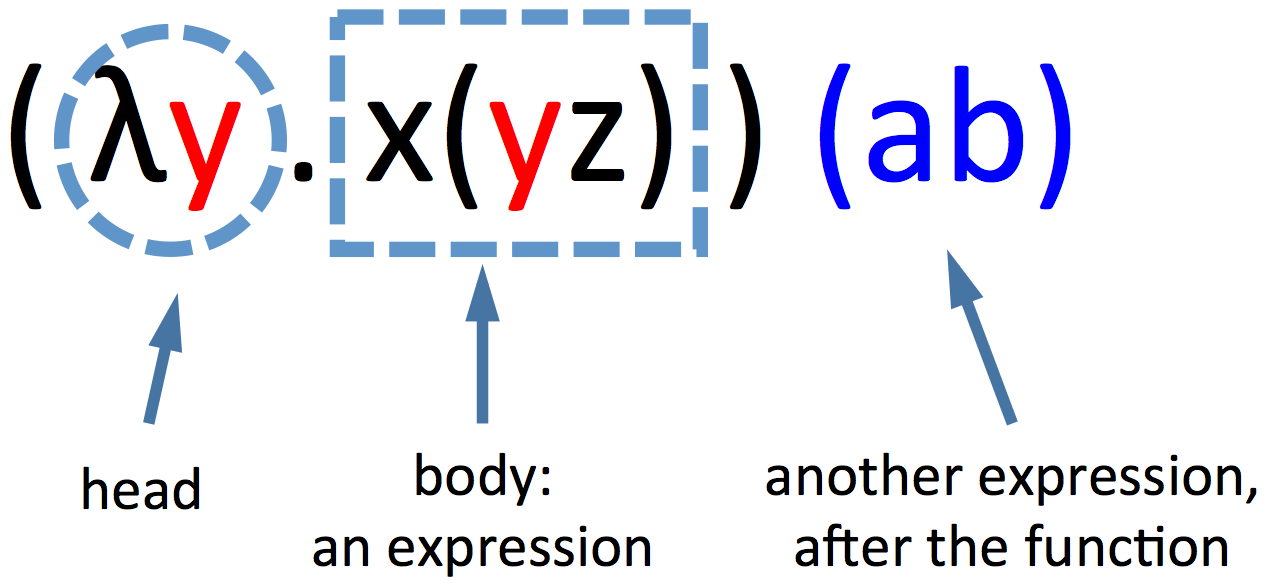 ( λy . x(yz) ) (ab)
head
body:
an expression
another expression,
after the function